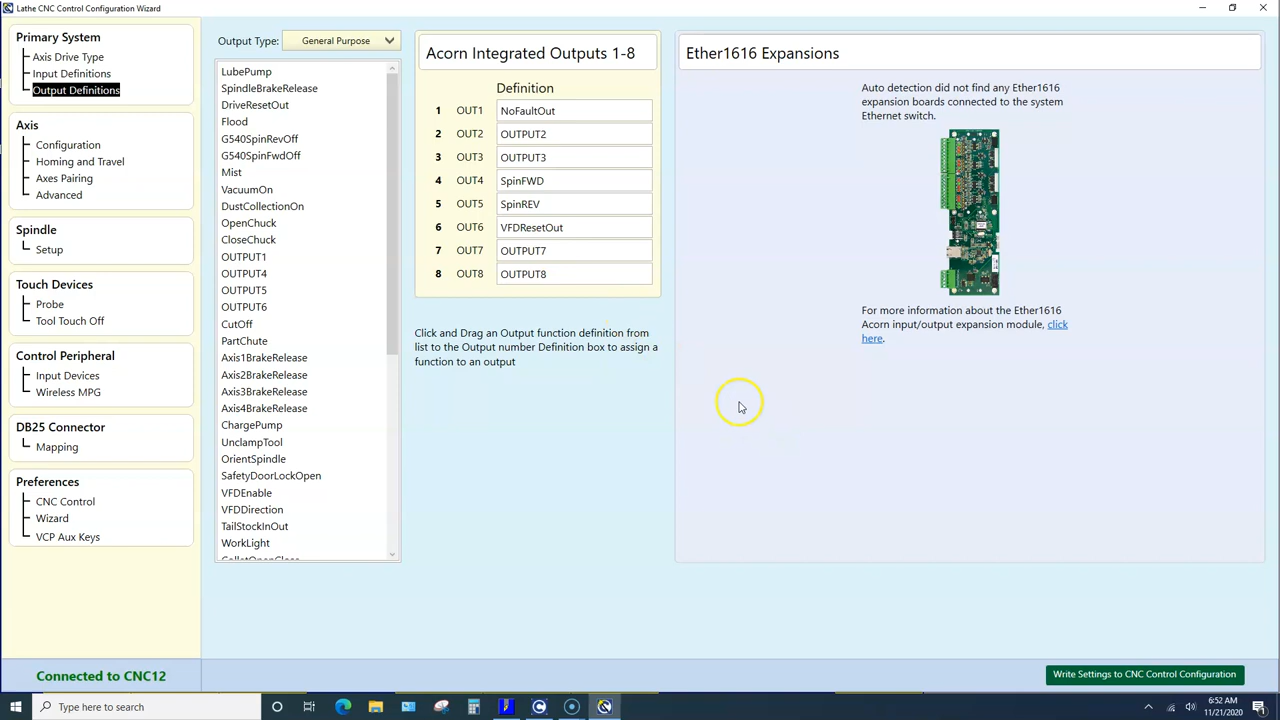 Lathe CNC Control Configuration Wizard
Primary System
Axis Drive Type
Input Definitions
Output Definitions
Axis
Configuration
Homing and Travel
Axes Pairing
Advanced
Spindle
Setup
Touch Devices
Probe
Tool Touch Off
Control Peripheral
Input Devices
Wireless MPG
DB25 Connector
Mapping
Preferences
CNC Control
Wizard
VCP Aux Keys
Connected to CNC12
Output Type: General Purpose
LubePump
SpindleBrakeRelease
DriveResetOut
Flood
G540SpinRevOff
G540SpinFwdOff
Mist
VacuumOn
DustCollectionOn
OpenChuck
CloseChuck
OUTPUT1
OUTPUT4
OUTPUT5
OUTPUT6
CutOff
PartChute
Axis1BrakeRelease
Axis2BrakeRelease
Axis3BrakeRelease
Axis4BrakeRelease
ChargePump
UnclampTool
OrientSpindle
SafetyDoorLockOpen
VFDEnable
VFDDirection
TailStockInOut
WorkLight
ColletOpenClose
Acorn Integrated Outputs 1-8
Definition
1 OUT1 NoFaultOut
2 OUT2 OUTPUT2
3 OUT3 OUTPUT3
4 OUT4 SpinFWD
5 OUT5 SpinREV
6 OUT6 VFDResetOut
7 OUT7 OUTPUT7
8 OUT8 OUTPUT8
Click and Drag an Output function definition from
list to the Output number Definition box to assign a
function to an output
Ether1616 Expansions
Auto detection did not find any Ether1616
expansion boards connected to the system
Ethernet switch.
For more information about the Ether1616
Acorn input/output expansion module, click
here.
Write Settings to CNC Control Configuration
Type here to search
6:52 AM
11/21/2020